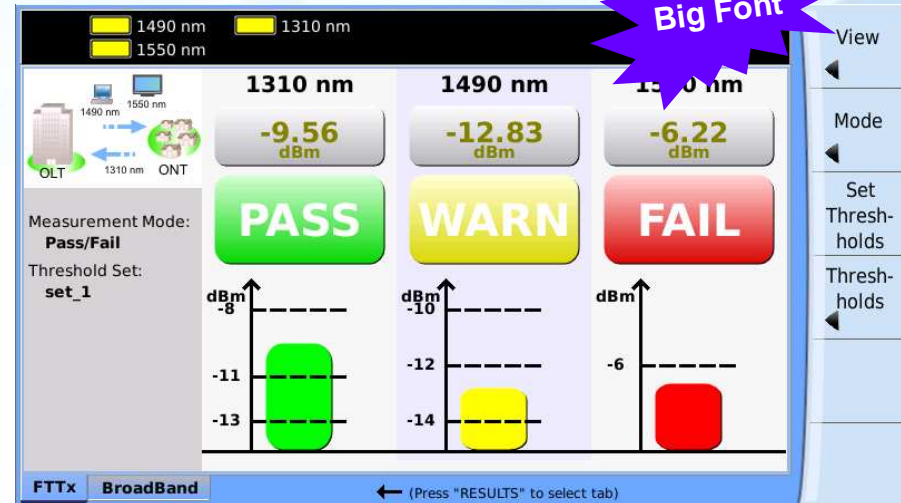 Big Font
1490 nm
1310 nm
1550 nm
View
Mode
Set
Thresh-
holds
Thresh-
holds
1490 nm
1550 nm
1310 nm
OLT
ONT
Measurement Mode:
Pass/Fail
Threshold Set:
set_1
1310 nm
-9.56
dBm
PASS
dBm
-8
-11
-13
1490 nm
-12.83
dBm
WARN
dBm
-10
-12
-14
nm
-6.22
dBm
FAIL
dBm
-6
FTTx
BroadBand
(Press "RESULTS" to select tab)